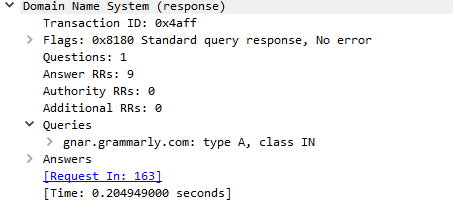 Domain Name System (response)
Transaction ID: 0x4aff
Flags: 0x8180 Standard query response, No error
Questions: 1
Answer RRs: 9
Authority RRs: 0
Additional RRs: 0
Queries
gnar.grammarly.com: type A, class IN
Answers
[Request In: 163]
[Time: 0.204949000 seconds]